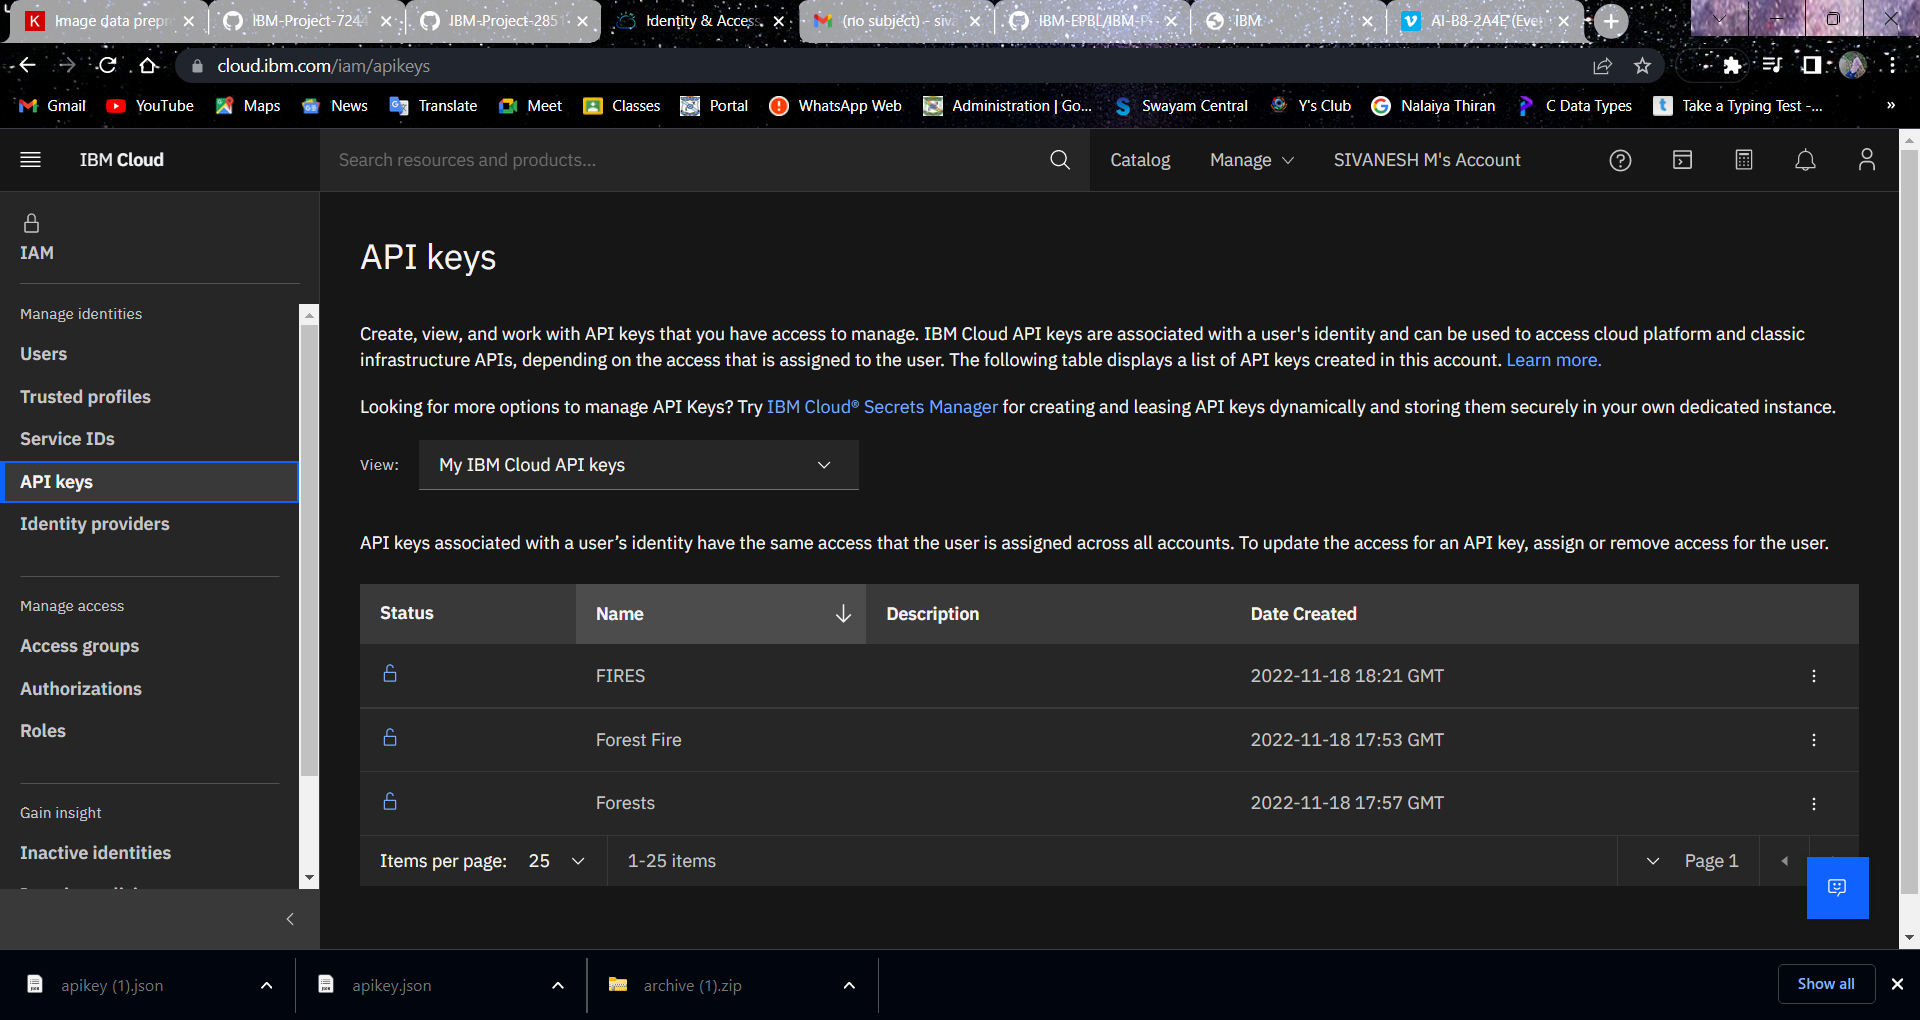 Image data prepr
IBM-Project-724
IBM-Project-2851
Identity & Access
(no subject) - siva
IBM-EPBL/IBM-P
IBM
AI-B8-2A4E (Eve
cloud.ibm.com/iam/apikeys
Gmail YouTube Maps News Translate Meet Classes Portal WhatsApp Web Administration | Go... Swayam Central Y's Club Nalaiya Thiran C Data Types Take a Typing Test -... »
IBM Cloud
Search resources and products...
Catalog
Manage
SIVANESH M's Account
IAM
Manage identities
Users
Trusted profiles
Service IDs
API keys
Identity providers
Manage access
Access groups
Authorizations
Roles
Gain insight
Inactive identities
API keys
Create, view, and work with API keys that you have access to manage. IBM Cloud API keys are associated with a user's identity and can be used to access cloud platform and classic
infrastructure APIs, depending on the access that is assigned to the user. The following table displays a list of API keys created in this account. Learn more.
Looking for more options to manage API Keys? Try IBM Cloud® Secrets Manager for creating and leasing API keys dynamically and storing them securely in your own dedicated instance.
View: My IBM Cloud API keys
API keys associated with a user’s identity have the same access that the user is assigned across all accounts. To update the access for an API key, assign or remove access for the user.
Status Name Description Date Created
FIRES 2022-11-18 18:21 GMT
Forest Fire 2022-11-18 17:53 GMT
Forests 2022-11-18 17:57 GMT
Items per page: 25 1-25 items Page 1
apikey (1).json
apikey.json
archive (1).zip
Show all